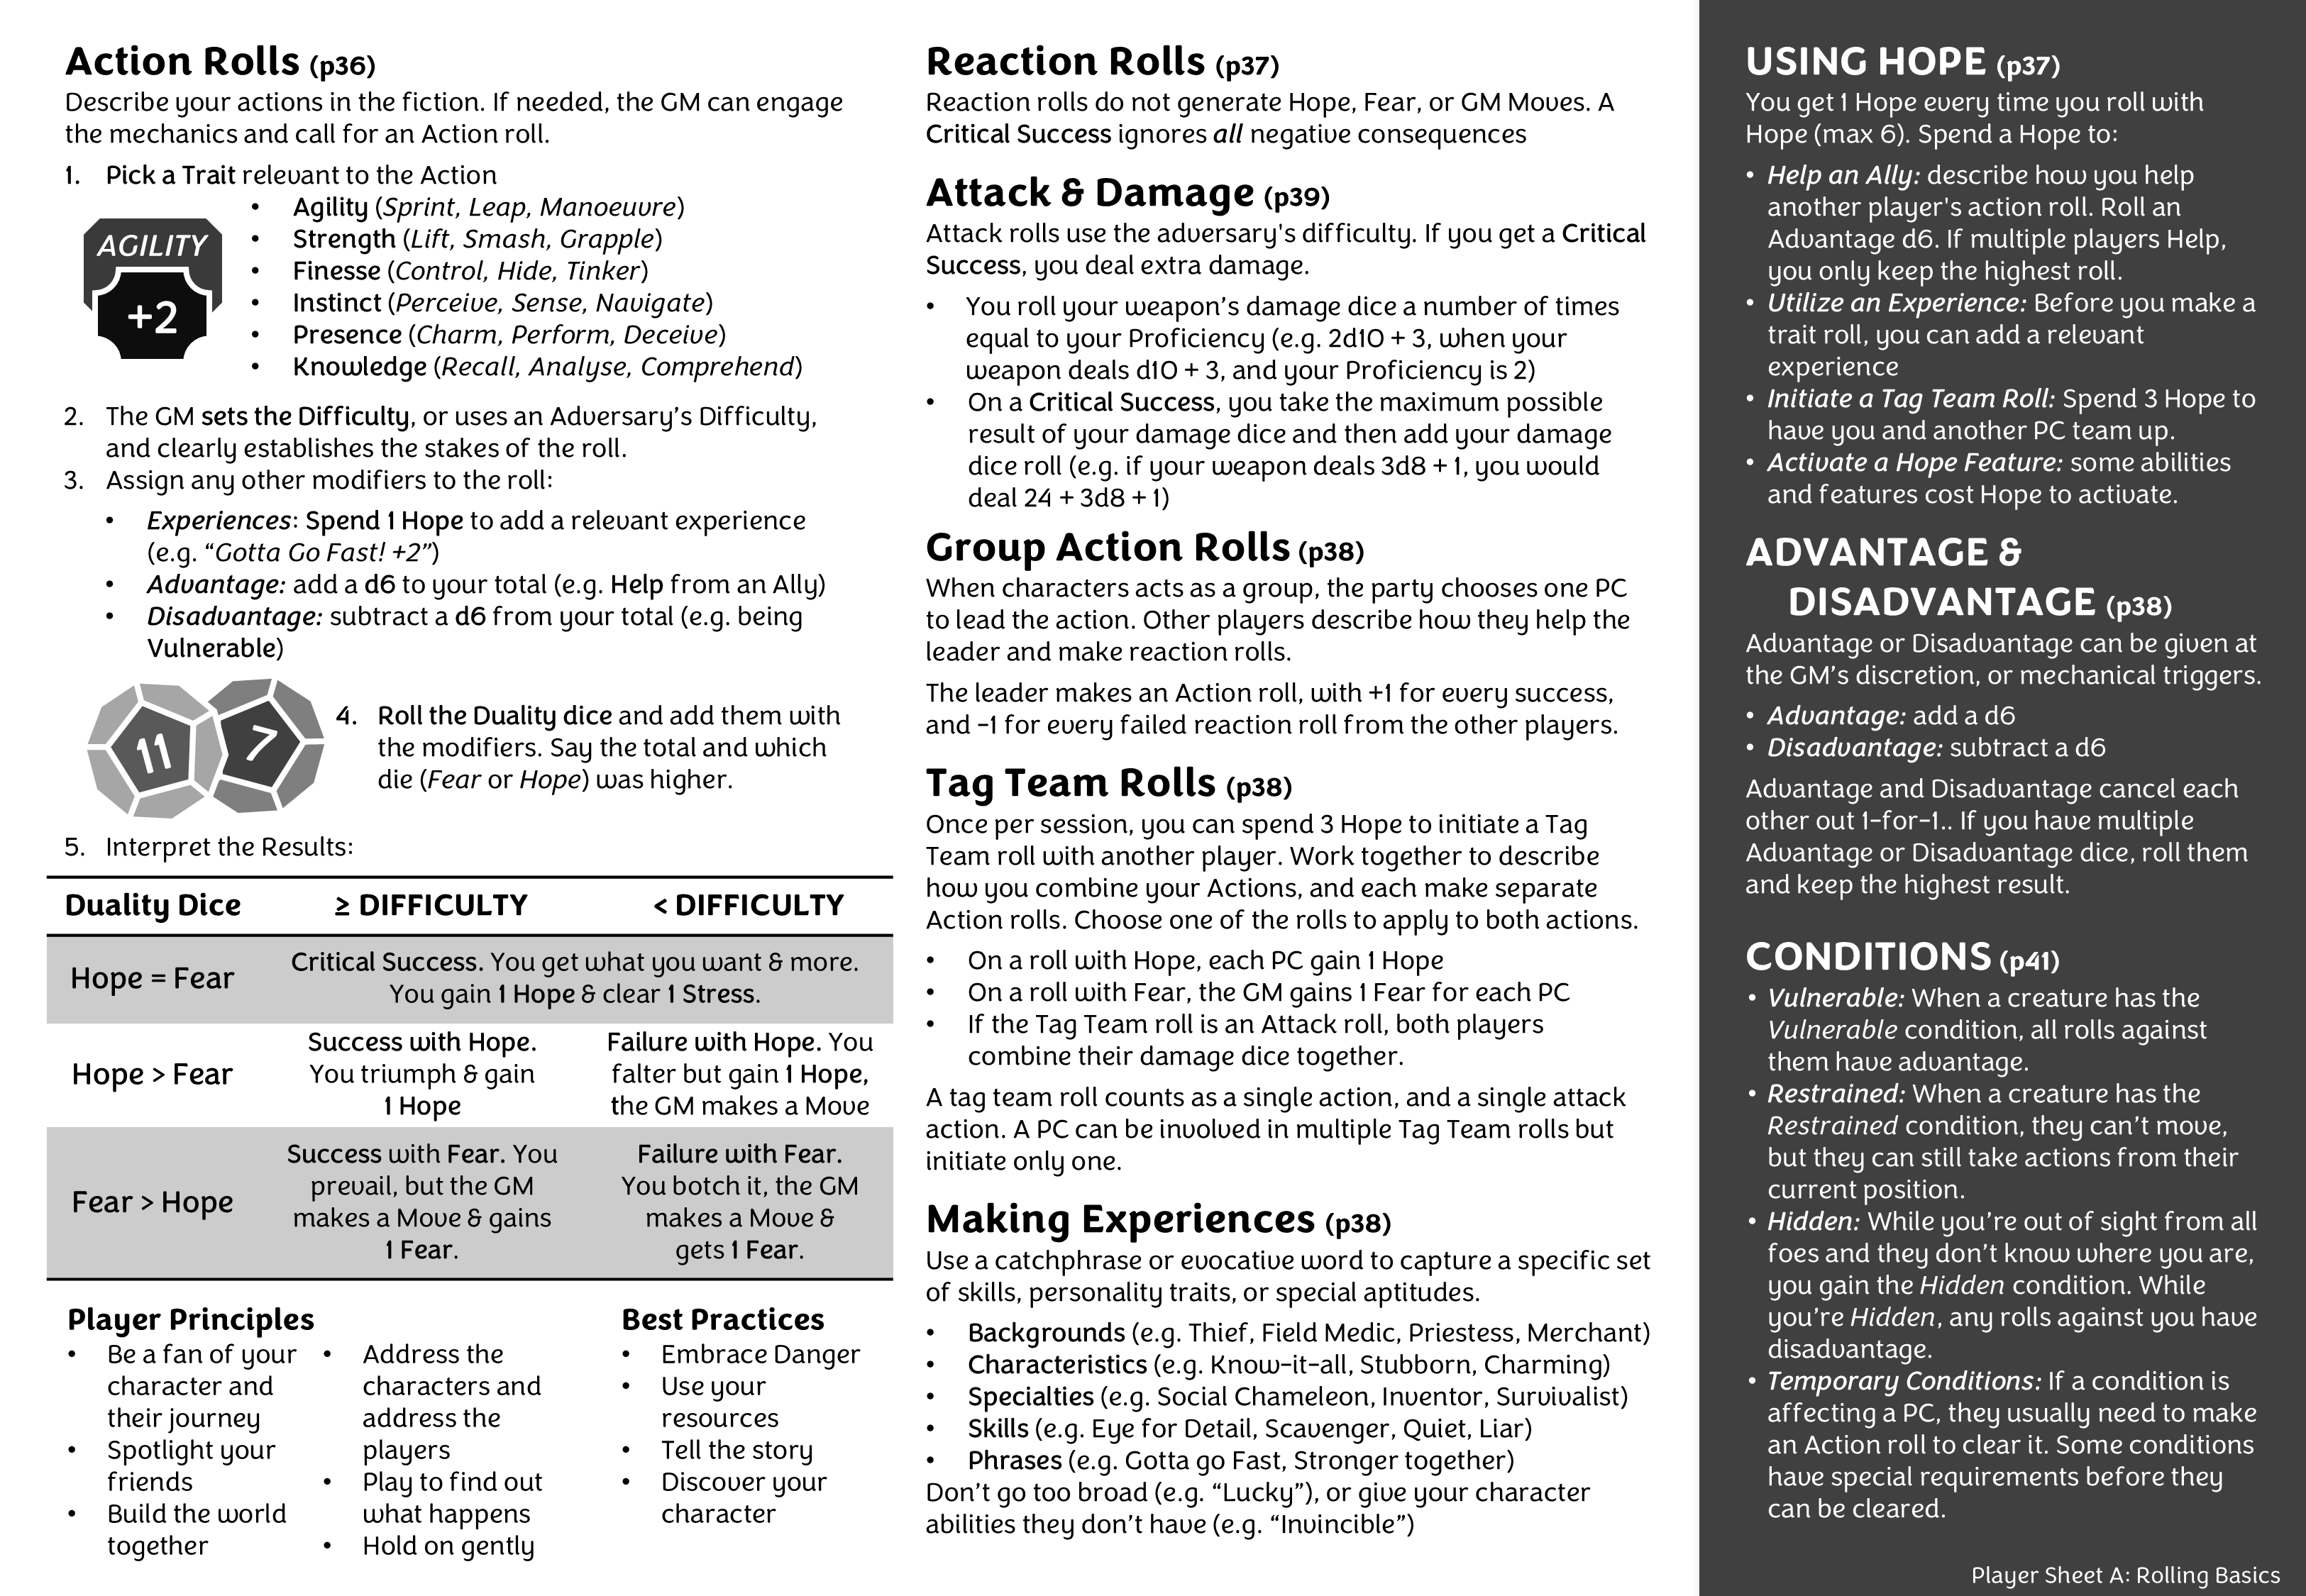 Action Rolls (p36)
Describe your actions in the fiction. If needed, the GM can engage
the mechanics and call for an Action roll.
1. Pick a Trait relevant to the Action
AGILITY
+2
• Agility (Sprint, Leap, Manoeuvre)
• Strength (Lift, Smash, Grapple)
• Finesse (Control, Hide, Tinker)
• Instinct (Perceive, Sense, Navigate)
• Presence (Charm, Perform, Deceive)
• Knowledge (Recall, Analyse, Comprehend)
2. The GM sets the Difficulty, or uses an Adversary’s Difficulty,
and clearly establishes the stakes of the roll.
3. Assign any other modifiers to the roll:
• Experiences: Spend 1 Hope to add a relevant experience
(e.g. “Gotta Go Fast! +2”)
• Advantage: add a d6 to your total (e.g. Help from an Ally)
• Disadvantage: subtract a d6 from your total (e.g. being
Vulnerable)
11 7
4. Roll the Duality dice and add them with
the modifiers. Say the total and which
die (Fear or Hope) was higher.
5. Interpret the Results:
Duality Dice ≥ DIFFICULTY < DIFFICULTY
Hope = Fear
Critical Success. You get what you want & more.
You gain 1 Hope & clear 1 Stress.
Hope > Fear
Success with Hope.
You triumph & gain
1 Hope
Failure with Hope. You
falter but gain 1 Hope,
the GM makes a Move
Fear > Hope
Success with Fear. You
prevail, but the GM
makes a Move & gains
1 Fear.
Failure with Fear.
You botch it, the GM
makes a Move &
gets 1 Fear.
Player Principles
• Be a fan of your
character and
their journey
• Spotlight your
friends
• Build the world
together
• Address the
characters and
address the
players
• Play to find out
what happens
• Hold on gently
Best Practices
• Embrace Danger
• Use your
resources
• Tell the story
• Discover your
character
Reaction Rolls (p37)
Reaction rolls do not generate Hope, Fear, or GM Moves. A
Critical Success ignores all negative consequences
Attack & Damage (p39)
Attack rolls use the adversary's difficulty. If you get a Critical
Success, you deal extra damage.
• You roll your weapon’s damage dice a number of times
equal to your Proficiency (e.g. 2d10 + 3, when your
weapon deals d10 + 3, and your Proficiency is 2)
• On a Critical Success, you take the maximum possible
result of your damage dice and then add your damage
dice roll (e.g. if your weapon deals 3d8 + 1, you would
deal 24 + 3d8 + 1)
Group Action Rolls (p38)
When characters acts as a group, the party chooses one PC
to lead the action. Other players describe how they help the
leader and make reaction rolls.
The leader makes an Action roll, with +1 for every success,
and -1 for every failed reaction roll from the other players.
Tag Team Rolls (p38)
Once per session, you can spend 3 Hope to initiate a Tag
Team roll with another player. Work together to describe
how you combine your Actions, and each make separate
Action rolls. Choose one of the rolls to apply to both actions.
• On a roll with Hope, each PC gain 1 Hope
• On a roll with Fear, the GM gains 1 Fear for each PC
• If the Tag Team roll is an Attack roll, both players
combine their damage dice together.
A tag team roll counts as a single action, and a single attack
action. A PC can be involved in multiple Tag Team rolls but
initiate only one.
Making Experiences (p38)
Use a catchphrase or evocative word to capture a specific set
of skills, personality traits, or special aptitudes.
• Backgrounds (e.g. Thief, Field Medic, Priestess, Merchant)
• Characteristics (e.g. Know-it-all, Stubborn, Charming)
• Specialties (e.g. Social Chameleon, Inventor, Survivalist)
• Skills (e.g. Eye for Detail, Scavenger, Quiet, Liar)
• Phrases (e.g. Gotta go Fast, Stronger together)
Don’t go too broad (e.g. “Lucky”), or give your character
abilities they don’t have (e.g. “Invincible”)
USING HOPE (p37)
You get 1 Hope every time you roll with
Hope (max 6). Spend a Hope to:
• Help an Ally: describe how you help
another player's action roll. Roll an
Advantage d6. If multiple players Help,
you only keep the highest roll.
• Utilize an Experience: Before you make a
trait roll, you can add a relevant
experience
• Initiate a Tag Team Roll: Spend 3 Hope to
have you and another PC team up.
• Activate a Hope Feature: some abilities
and features cost Hope to activate.
ADVANTAGE &
DISADVANTAGE (p38)
Advantage or Disadvantage can be given at
the GM’s discretion, or mechanical triggers.
• Advantage: add a d6
• Disadvantage: subtract a d6
Advantage and Disadvantage cancel each
other out 1-for-1.. If you have multiple
Advantage or Disadvantage dice, roll them
and keep the highest result.
CONDITIONS (p41)
• Vulnerable: When a creature has the
Vulnerable condition, all rolls against
them have advantage.
• Restrained: When a creature has the
Restrained condition, they can’t move,
but they can still take actions from their
current position.
• Hidden: While you’re out of sight from all
foes and they don’t know where you are,
you gain the Hidden condition. While
you’re Hidden, any rolls against you have
disadvantage.
• Temporary Conditions: If a condition is
affecting a PC, they usually need to make
an Action roll to clear it. Some conditions
have special requirements before they
can be cleared.
Player Sheet A: Rolling Basics